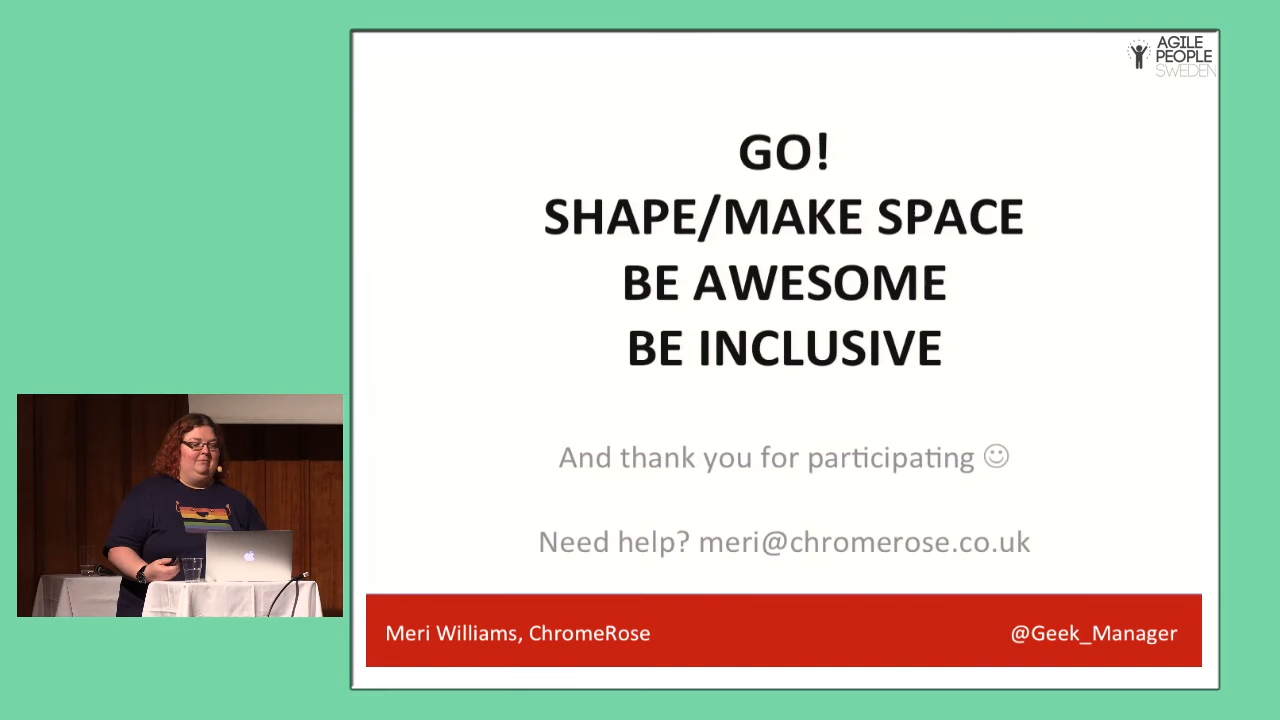 AGILE
PEOPLE
SWEDEN
GO!
SHAPE/MAKE SPACE
BE AWESOME
BE INCLUSIVE
And thank you for participating ☺
Need help? meri@chromerose.co.uk
Meri Williams, ChromeRose
@Geek_Manager